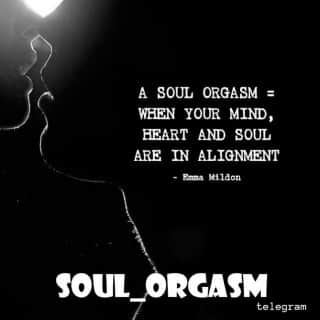 A SOUL ORGASM =
WHEN YOUR MIND,
HEART AND SOUL
ARE IN ALIGNMENT
- Emma Mildon
SOUL_ORGASM
telegram